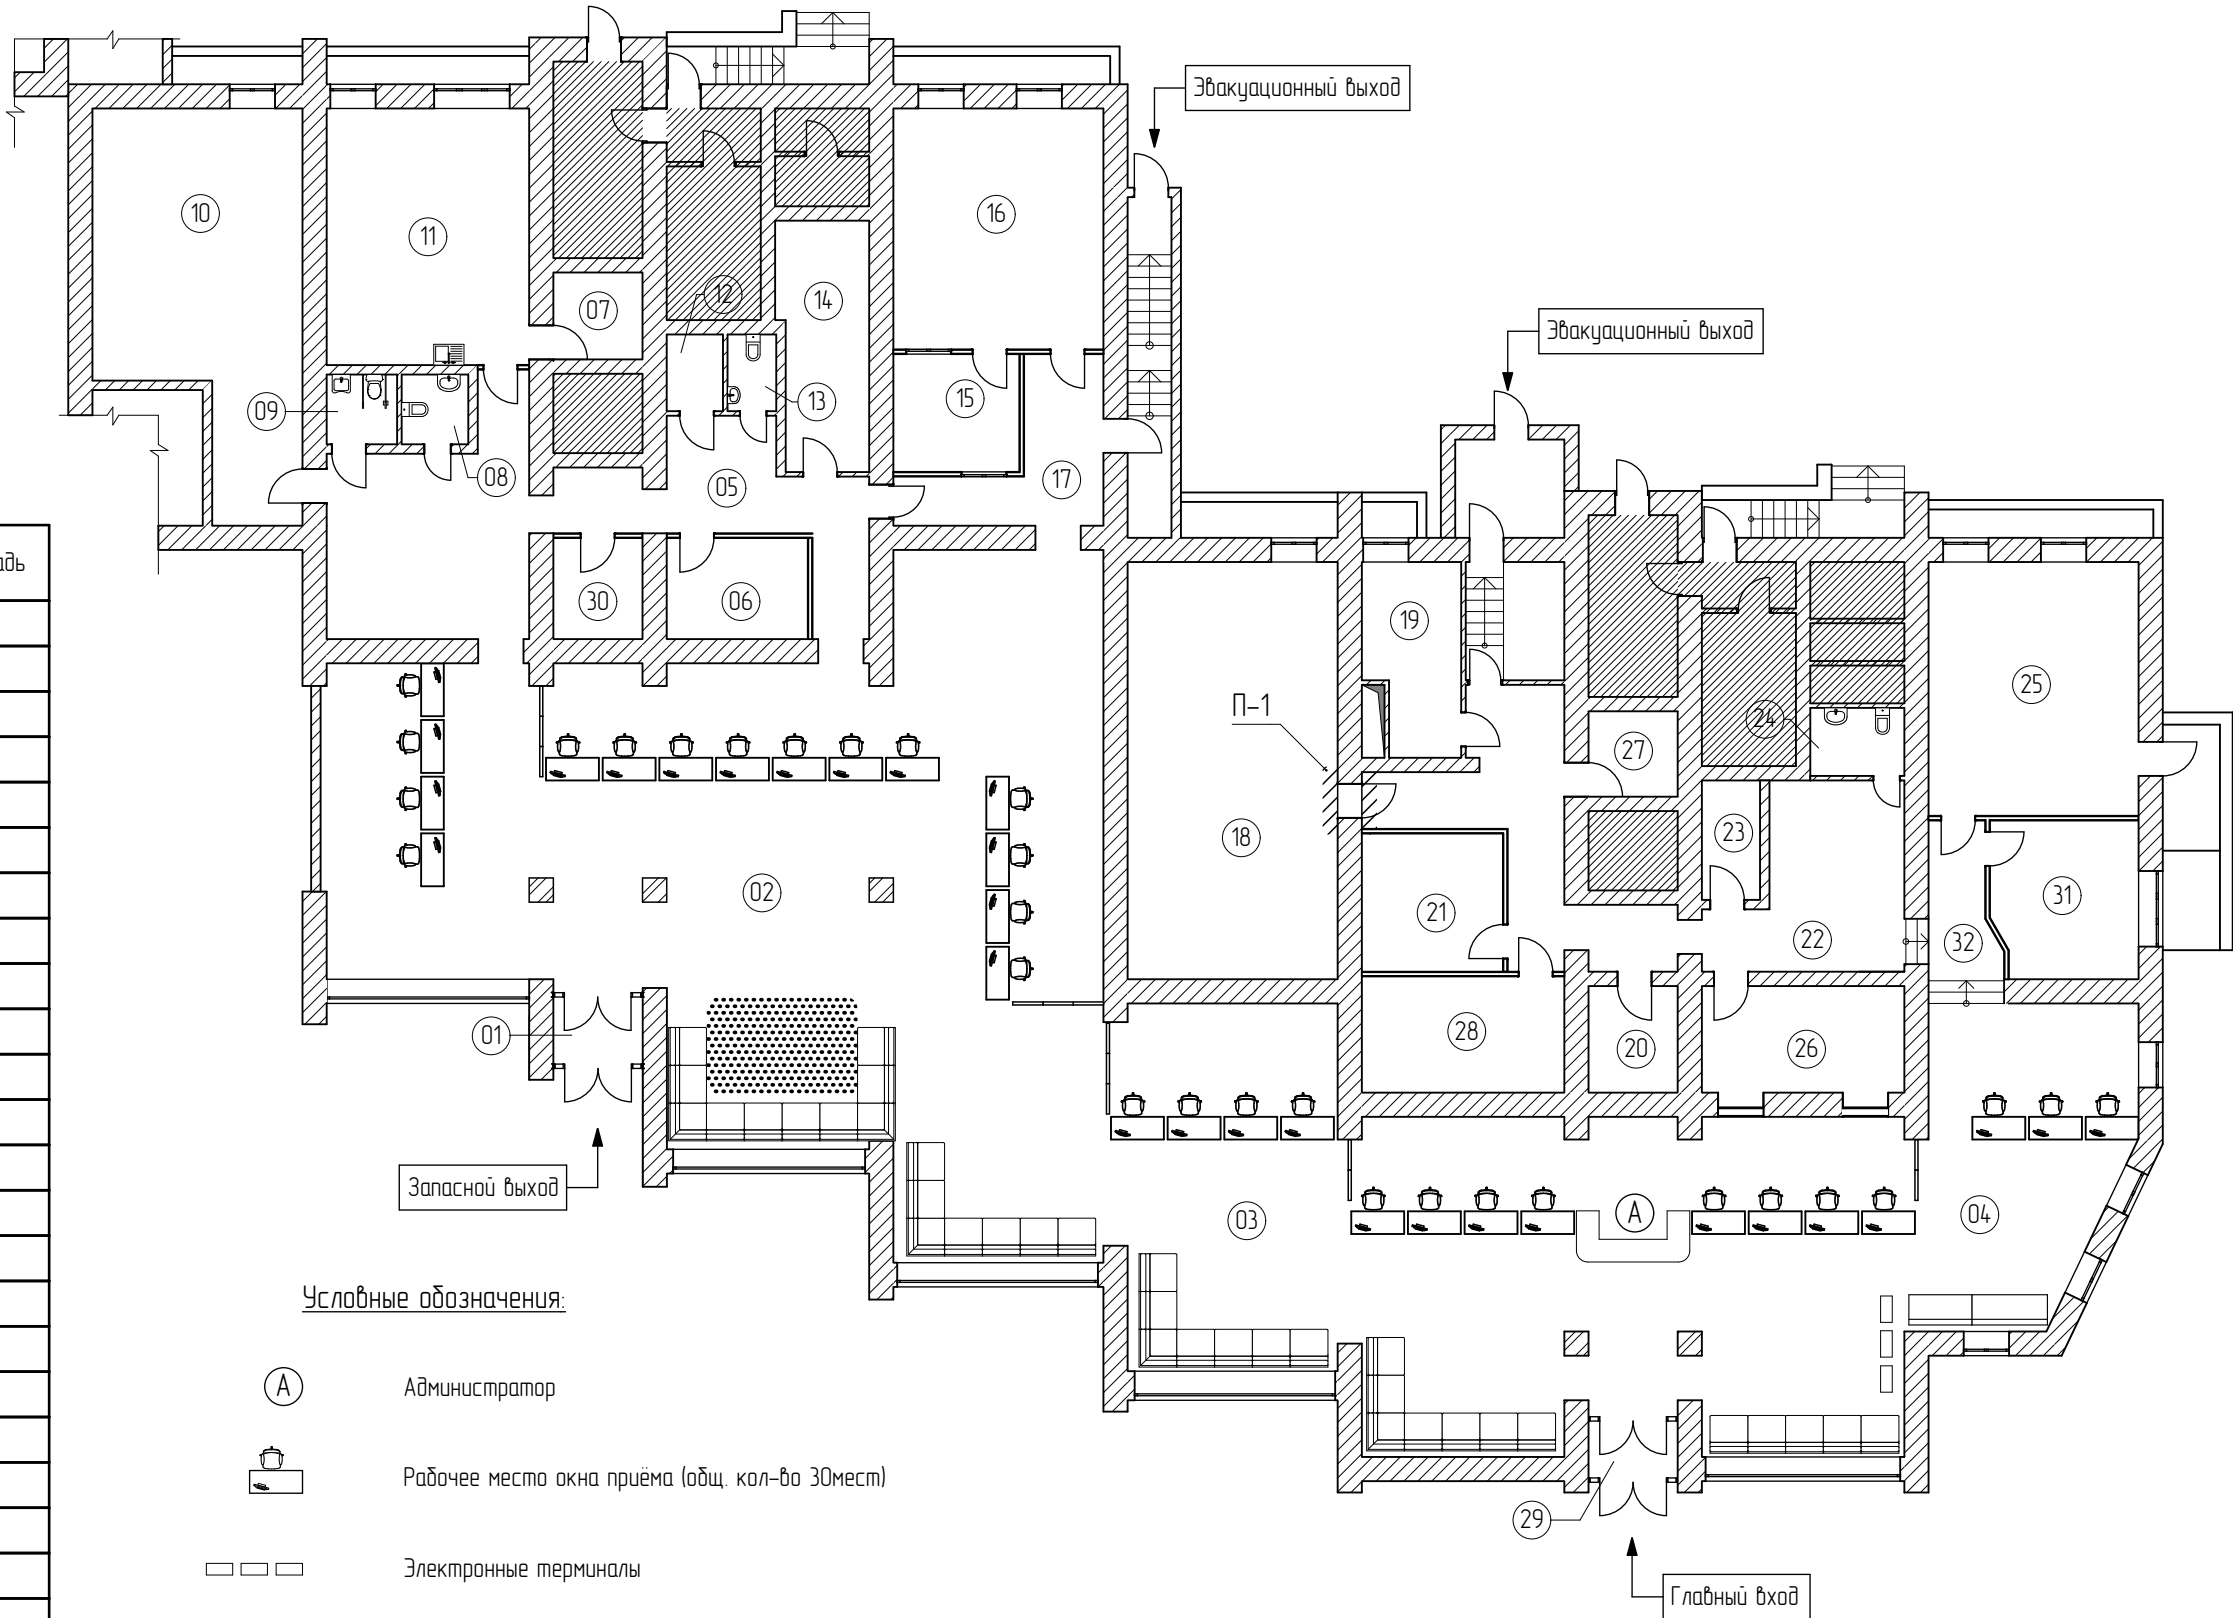 Эвакуационный выход
10
11
16
07
12
14
Эвакуационный выход
15
13
09
08
05
17
адь
30
06
19
25
П-1
24
27
18
02
23
31
21
22
32
01
28
20
26
Запасной выход
03
А
04
Условные обозначения:
А Администратор
Рабочее место окна приёма (общ. кол-во 30мест)
29
Электронные терминалы
Главный вход